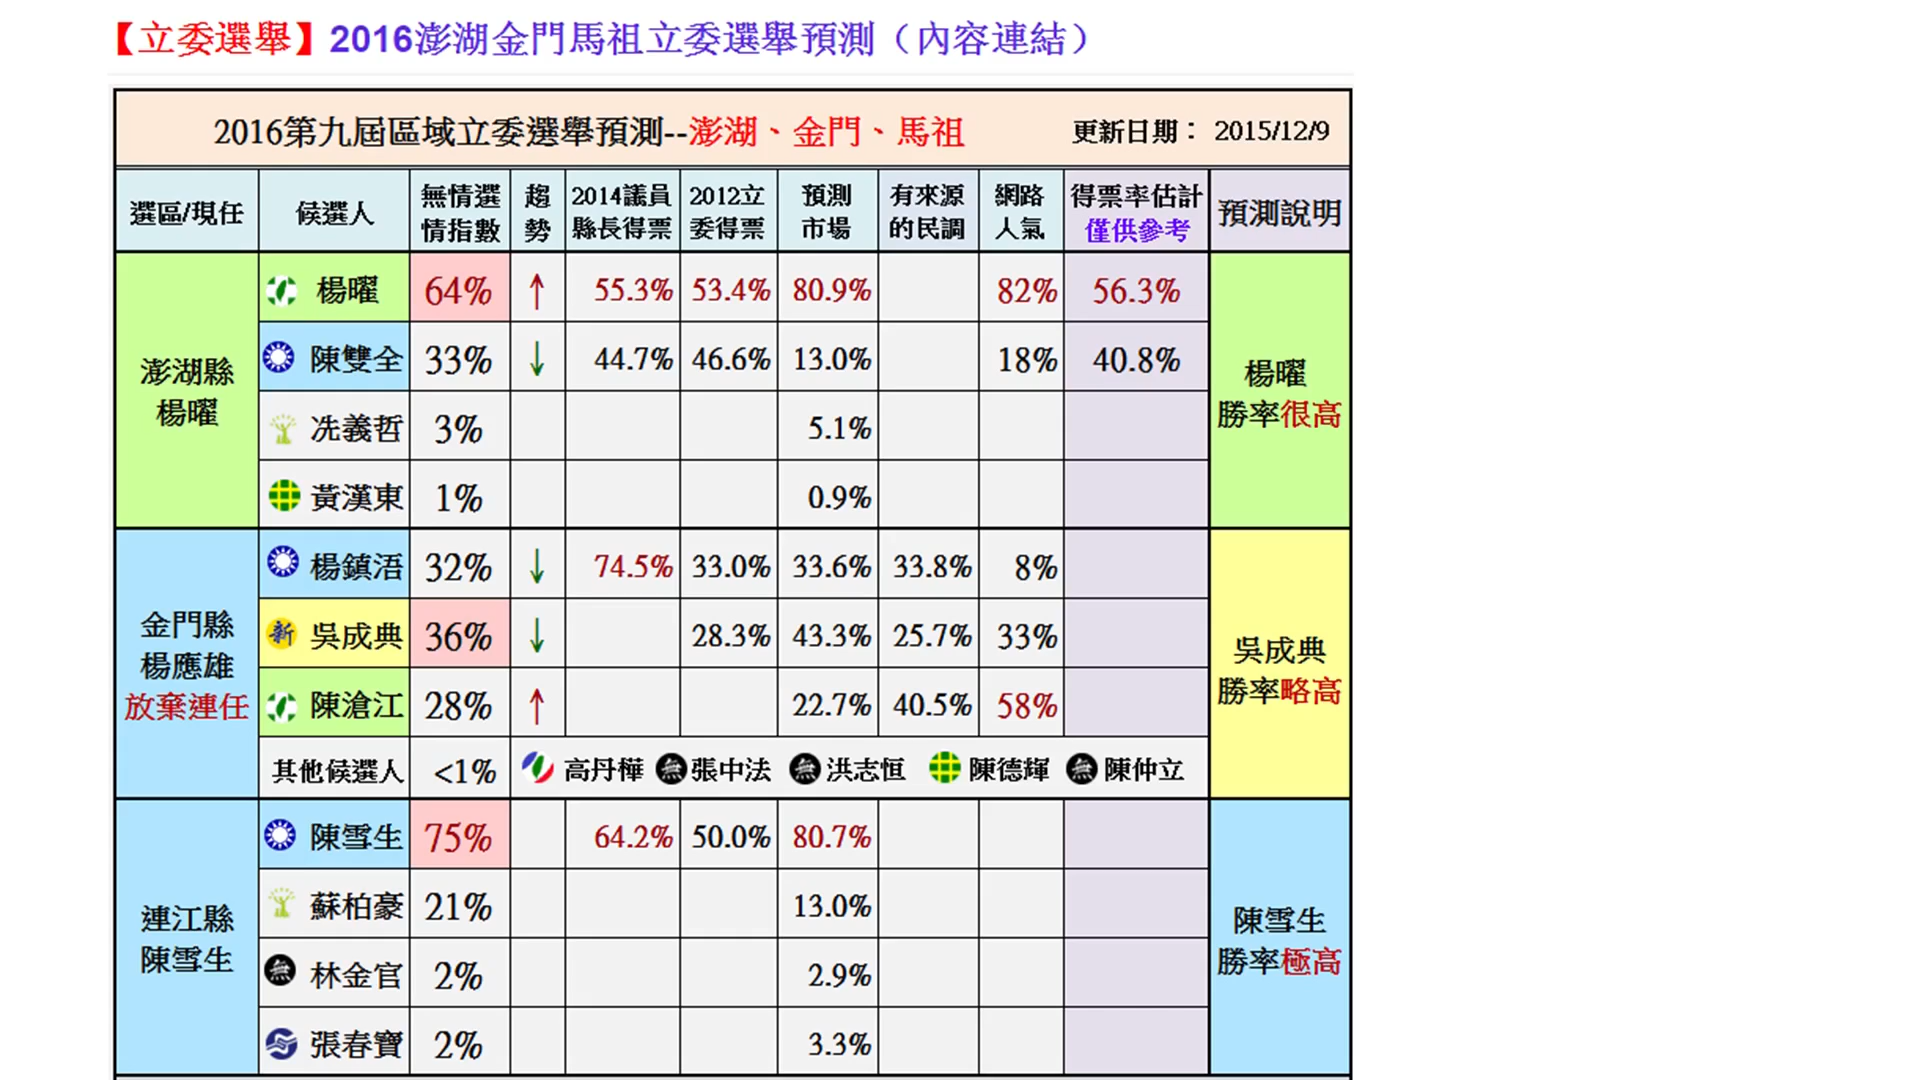 【立委選舉】2016澎湖金門馬祖立委選舉預測（內容連結）
2016第九屆區域立委選舉預測--澎湖、金門、馬祖 更新日期： 2015/12/9
選區/現任 候選人 無情選情指數 趨勢 2014議員縣長得票 2012立委得票 預測市場 有來源的民調 網路人氣 得票率估計僅供參考 預測說明
澎湖縣
楊曜
楊曜 64% ↑ 55.3% 53.4% 80.9% 82% 56.3%
陳雙全 33% ↓ 44.7% 46.6% 13.0% 18% 40.8%
冼義哲 3% 5.1%
黃漢東 1% 0.9%
楊曜
勝率很高
金門縣
楊應雄
放棄連任
楊鎮浯 32% ↓ 74.5% 33.0% 33.6% 33.8% 8%
新 吳成典 36% ↓ 28.3% 43.3% 25.7% 33%
陳滄江 28% ↑ 22.7% 40.5% 58%
其他候選人 <1% 高丹樺 無 張中法 無 洪志恒 陳德輝 無 陳仲立
吳成典
勝率略高
連江縣
陳雪生
陳雪生 75% 64.2% 50.0% 80.7%
蘇柏豪 21% 13.0%
無 林金官 2% 2.9%
張春寶 2% 3.3%
陳雪生
勝率極高